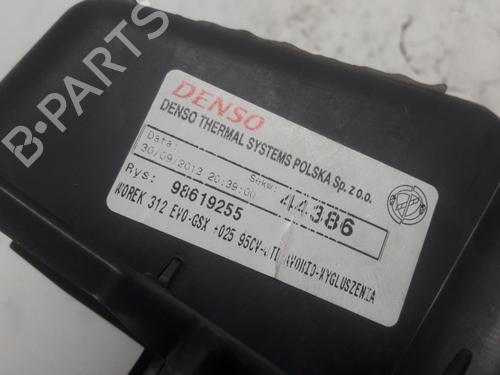 B-PARTS
DENSO
DENSO THERMAL SYSTEMS POLSKA Sp. z o.o.
Data: Sekw:
30/09/2013 20:39:00 44386
Rys: 98619255
WOREK 312 EVO-GSX 95CV